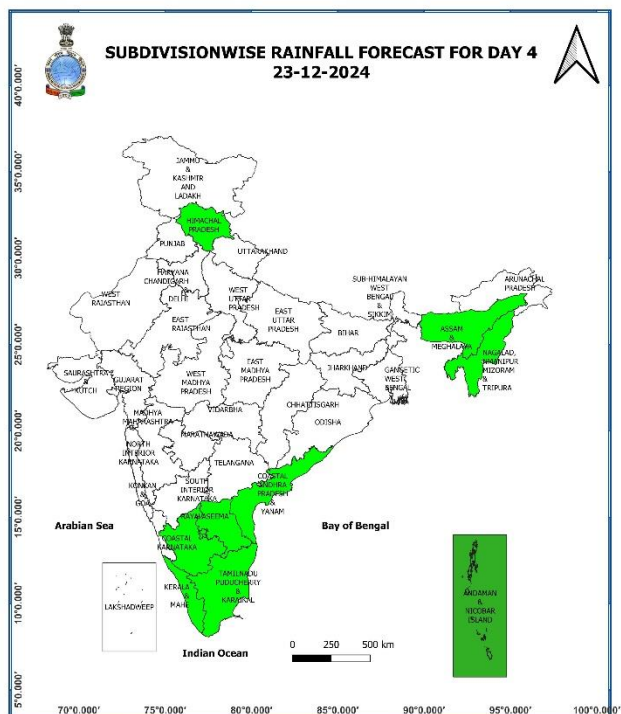 SUBDIVISIONWISE RAINFALL FORECAST FOR DAY 4
23-12-2024
40°0.000'
35°0.000'
30°0.000'
25°0.000'
20°0.000'
15°0.000'
10°0.000'
5°0.000'
JAMMU
&
KASHMIR
AND
LADAKH
HIMACHAL
PRADESH
PUNJAB
UTTARAKHAND
HARYANA
CHANDIGARH
&
DELHI
WEST
RAJASTHAN
WEST
UTTAR
PRADESH
EAST
RAJASTHAN
EAST
UTTAR
PRADESH
SUB-HIMALAYAN
WEST
BENGAL
&
SIKKIM
ARUNACHAL
PRADESH
BIHAR
ASSAM
&
MEGHALAYA
NAGALAD,
MANIPUR
MIZORAM
&
TRIPURA
SAURASHTRA
&
KUTCH
GUJARAT
REGION
WEST
MADHYA
PRADESH
EAST
MADHYA
PRADESH
JHARKHAND
GANGETIC
WEST
BENGAL
CHHATTISGARH
ODISHA
MADHYA
MAHARASHTRA
VIDARBHA
MARATHAWADA
NORTH
INTERIOR
KARNATAKA
TELANGANA
KONKAN
&
GOA
SOUTH
INTERIOR
KARNATAKA
COASTAL
ANDHRA
PRADESH
&
YANAM
RAYALASEEMA
COASTAL
KARNATAKA
Arabian Sea
Bay of Bengal
TAMILNADU
PUDUCHERRY
&
KARAIKAL
KERALA
&
MAHE
LAKSHADWEEP
ANDAMAN
&
NICOBAR
ISLAND
0 250 500 km
Indian Ocean
70°0.000' 75°0.000' 80°0.000' 85°0.000' 90°0.000' 95°0.000' 100°0.000'